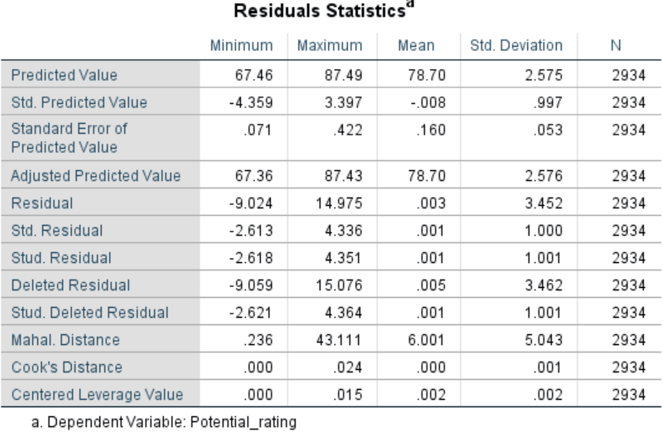 Residuals Statisticsa
Minimum Maximum Mean Std. Deviation N
Predicted Value 67.46 87.49 78.70 2.575 2934
Std. Predicted Value -4.359 3.397 -.008 .997 2934
Standard Error of .071 .422 .160 .053 2934
Predicted Value
Adjusted Predicted Value 67.36 87.43 78.70 2.576 2934
Residual -9.024 14.975 .003 3.452 2934
Std. Residual -2.613 4.336 .001 1.000 2934
Stud. Residual -2.618 4.351 .001 1.001 2934
Deleted Residual -9.059 15.076 .005 3.462 2934
Stud. Deleted Residual -2.621 4.364 .001 1.001 2934
Mahal. Distance .236 43.111 6.001 5.043 2934
Cook's Distance .000 .024 .000 .001 2934
Centered Leverage Value .000 .015 .002 .002 2934
a. Dependent Variable: Potential_rating